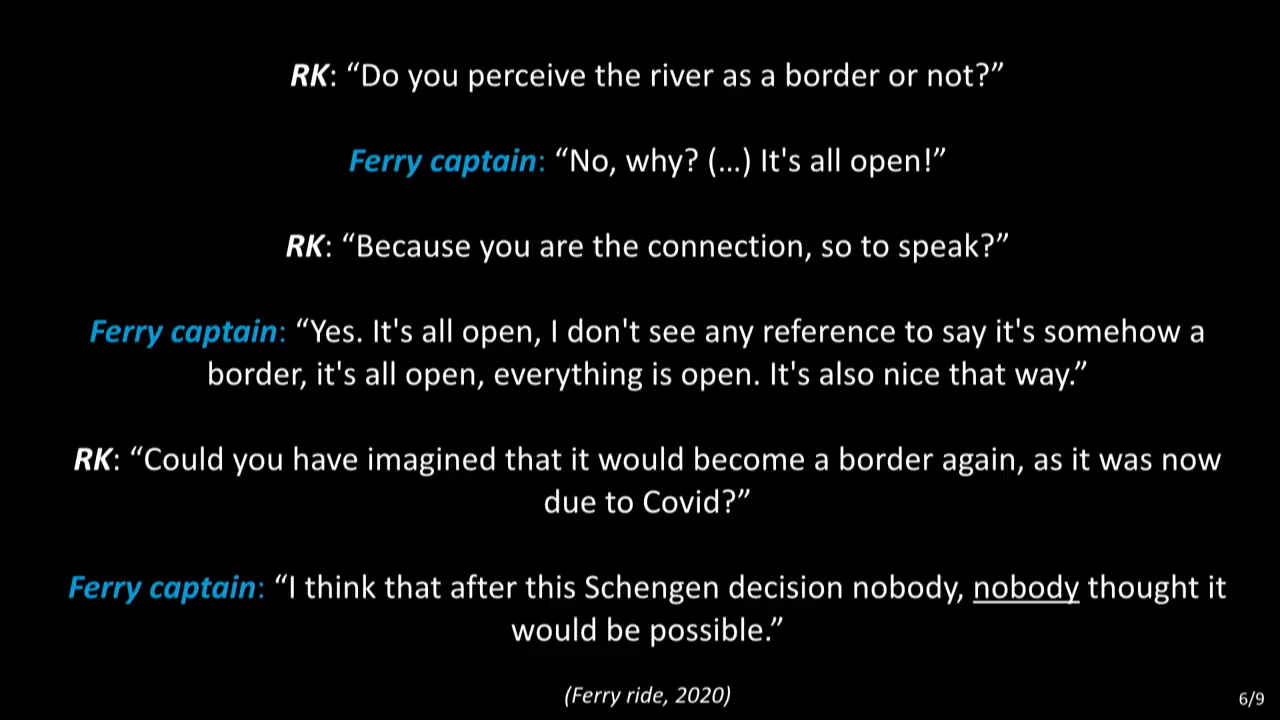 RK: “Do you perceive the river as a border or not?”
Ferry captain: “No, why? (…) It's all open!”
RK: “Because you are the connection, so to speak?”
Ferry captain: “Yes. It's all open, I don't see any reference to say it's somehow a
border, it's all open, everything is open. It's also nice that way.”
RK: “Could you have imagined that it would become a border again, as it was now
due to Covid?”
Ferry captain: “I think that after this Schengen decision nobody, nobody thought it
would be possible.”
(Ferry ride, 2020)
6/9